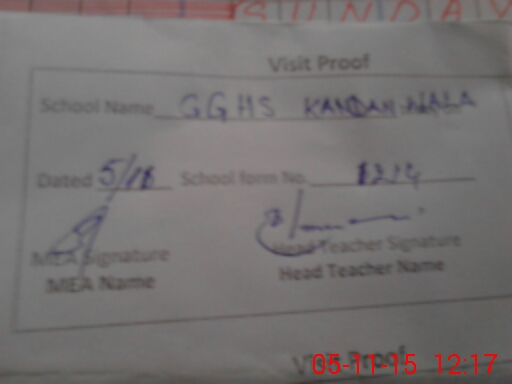 SUNDAY
Visit Proof
School Name GGHS KANDAN WALA
Dated 5/11 School form No. 1214
MEA Signature Head Teacher Signature
MEA Name Head Teacher Name
Visit Proof
05-11-15 12:17